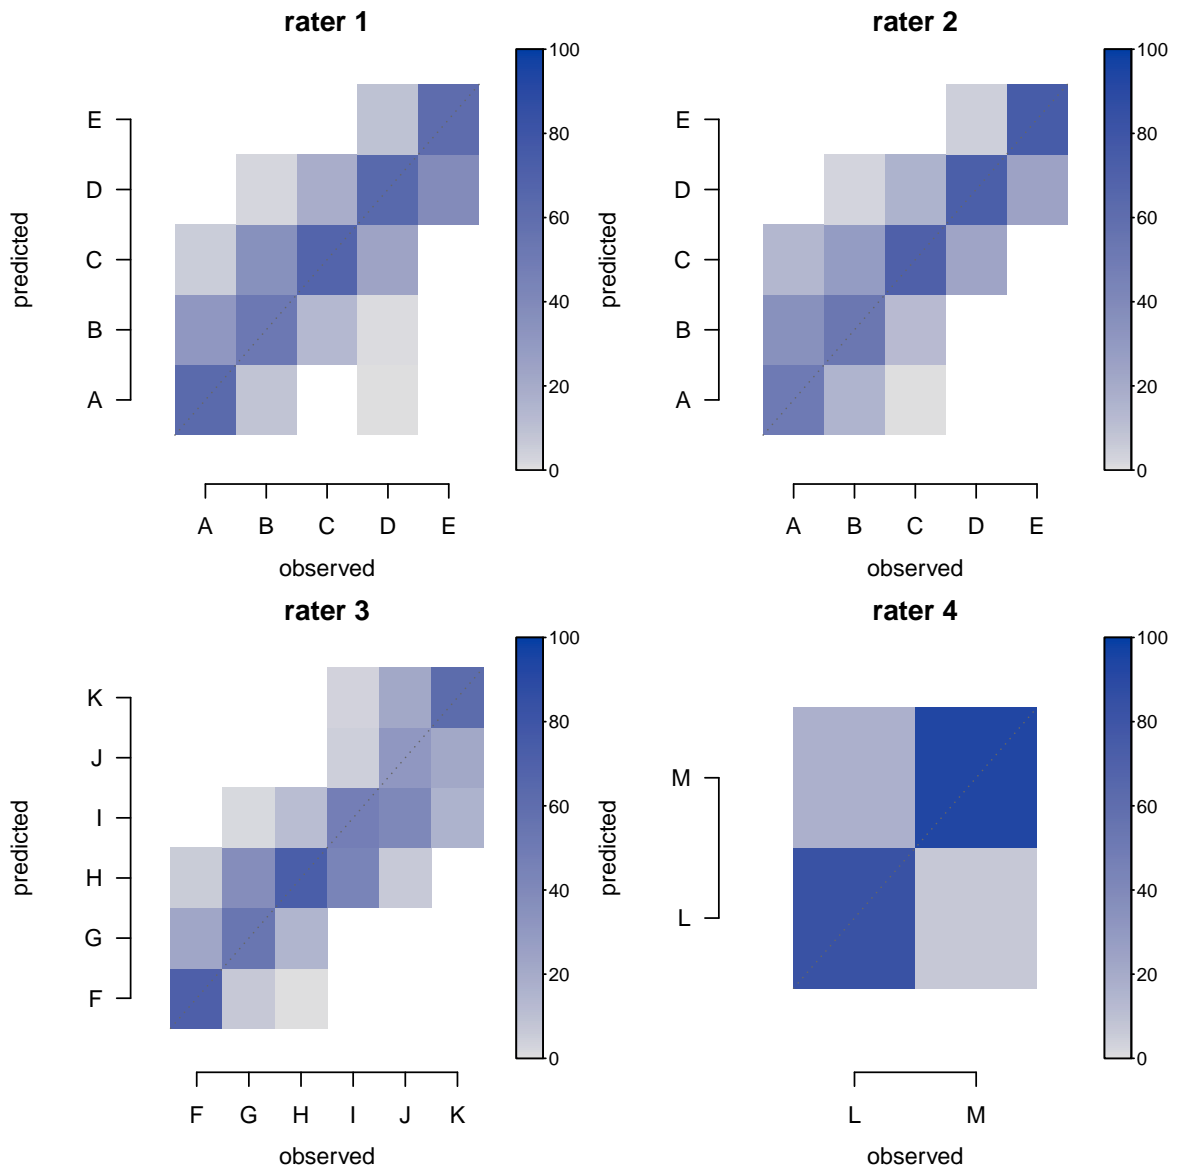 rater 1
predicted
E
D
C
B
A
100
80
60
40
20
0
A B C D E
observed
rater 2
predicted
E
D
C
B
A
100
80
60
40
20
0
A B C D E
observed
rater 3
predicted
K
J
I
H
G
F
100
80
60
40
20
0
F G H I J K
observed
rater 4
predicted
M
L
100
80
60
40
20
0
L M
observed